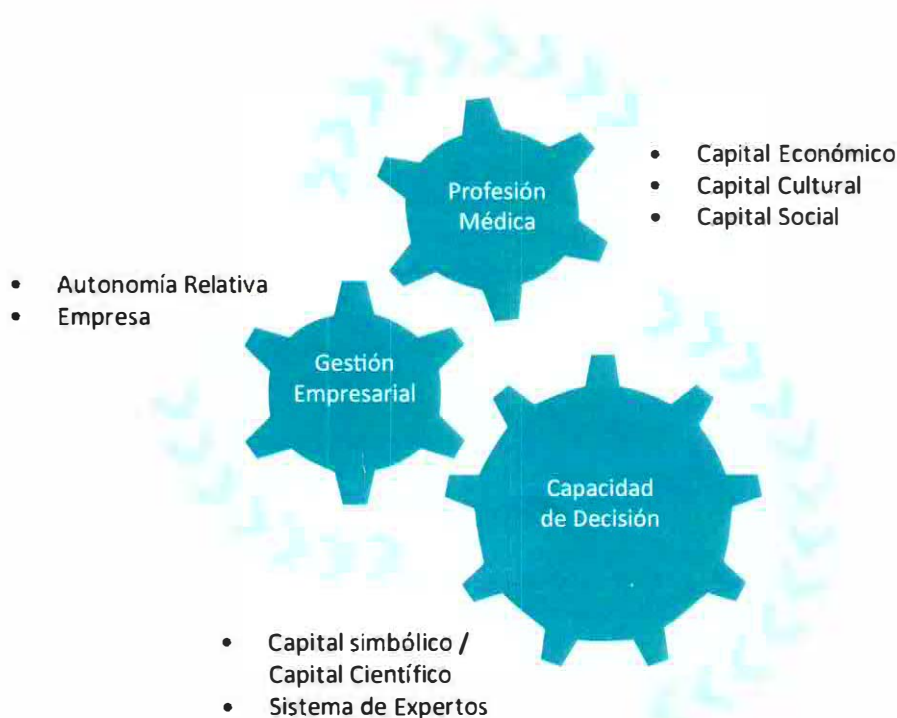 Profesión
Médica
• Capital Económico
• Capital Cultural
• Capital Social
• Autonomía Relativa
• Empresa
Gestión
Empresarial
Capacidad
de Decisión
• Capital simbólico /
Capital Científico
• Sistema de Expertos